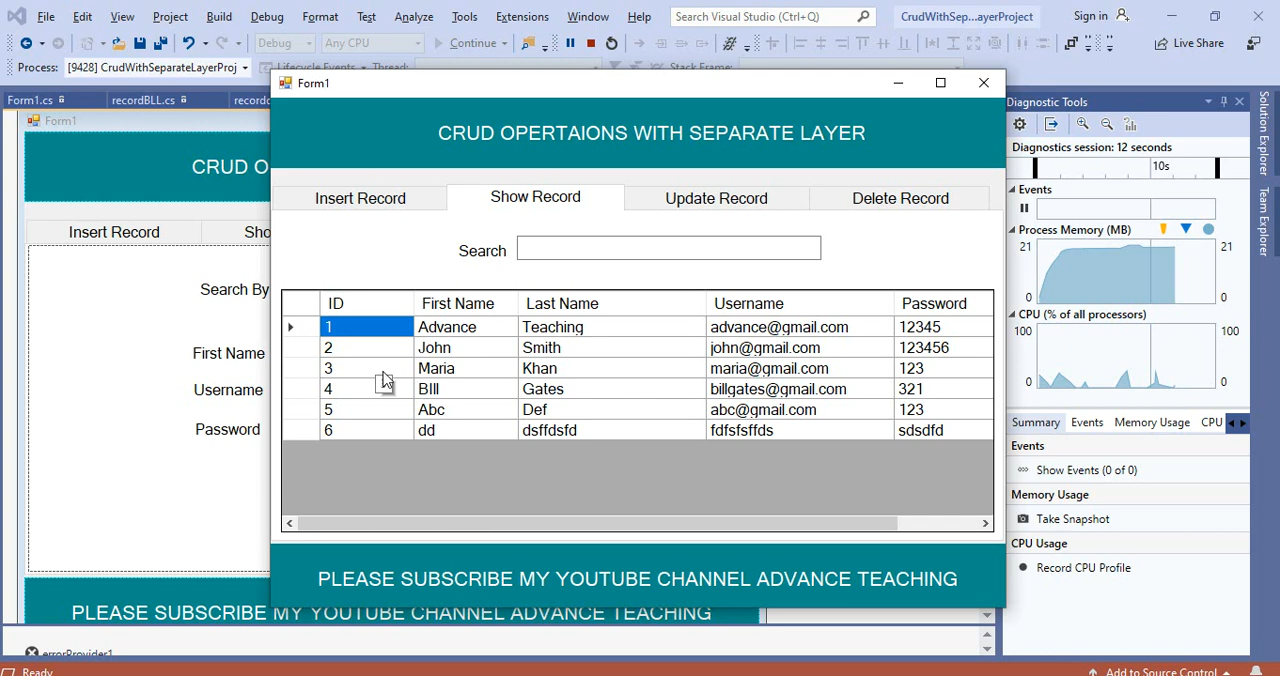 File Edit View Project Build Debug Format Test Analyze Tools Extensions Window Help Search Visual Studio (Ctrl+Q) CrudWithSep...ayerProject Sign in
Debug Any CPU Continue Live Share
Process: [9428] CrudWithSeparateLayerProj Lifecycle Events Thread: Stack Frame:
Form1.cs recordBLL.cs
Form1
CRUD O
Insert Record
Search By
First Name
Username
Password
PLEASE SUBSCRIBE MY YOUTUBE CHANNEL ADVANCE TEACHING
errorProvider1
Form1
CRUD OPERTAIONS WITH SEPARATE LAYER
Insert Record Show Record Update Record Delete Record
Search
ID First Name Last Name Username Password
1 Advance Teaching advance@gmail.com 12345
2 John Smith john@gmail.com 123456
3 Maria Khan maria@gmail.com 123
4 BIll Gates billgates@gmail.com 321
5 Abc Def abc@gmail.com 123
6 dd dsffdsfd fdfsfsffds sdsdfd
PLEASE SUBSCRIBE MY YOUTUBE CHANNEL ADVANCE TEACHING
Diagnostic Tools
Diagnostics session: 12 seconds
10s
Events
Process Memory (MB)
21 21
0 0
CPU (% of all processors)
100 100
0 0
Summary Events Memory Usage CPU
Events
Show Events (0 of 0)
Memory Usage
Take Snapshot
CPU Usage
Record CPU Profile
Solution Explorer
Team Explorer
Ready Add to Source Control